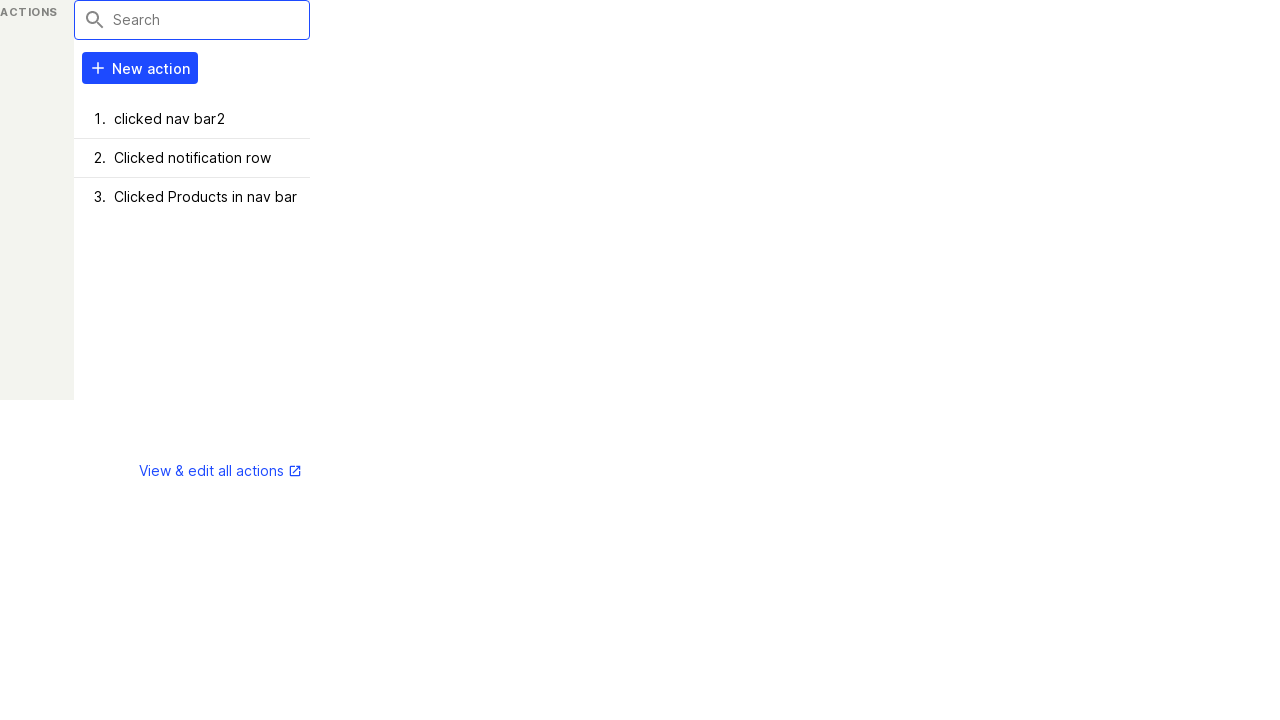 ACTIONS
Search
New action
1. clicked nav bar2
2. Clicked notification row
3. Clicked Products in nav bar
View & edit all actions